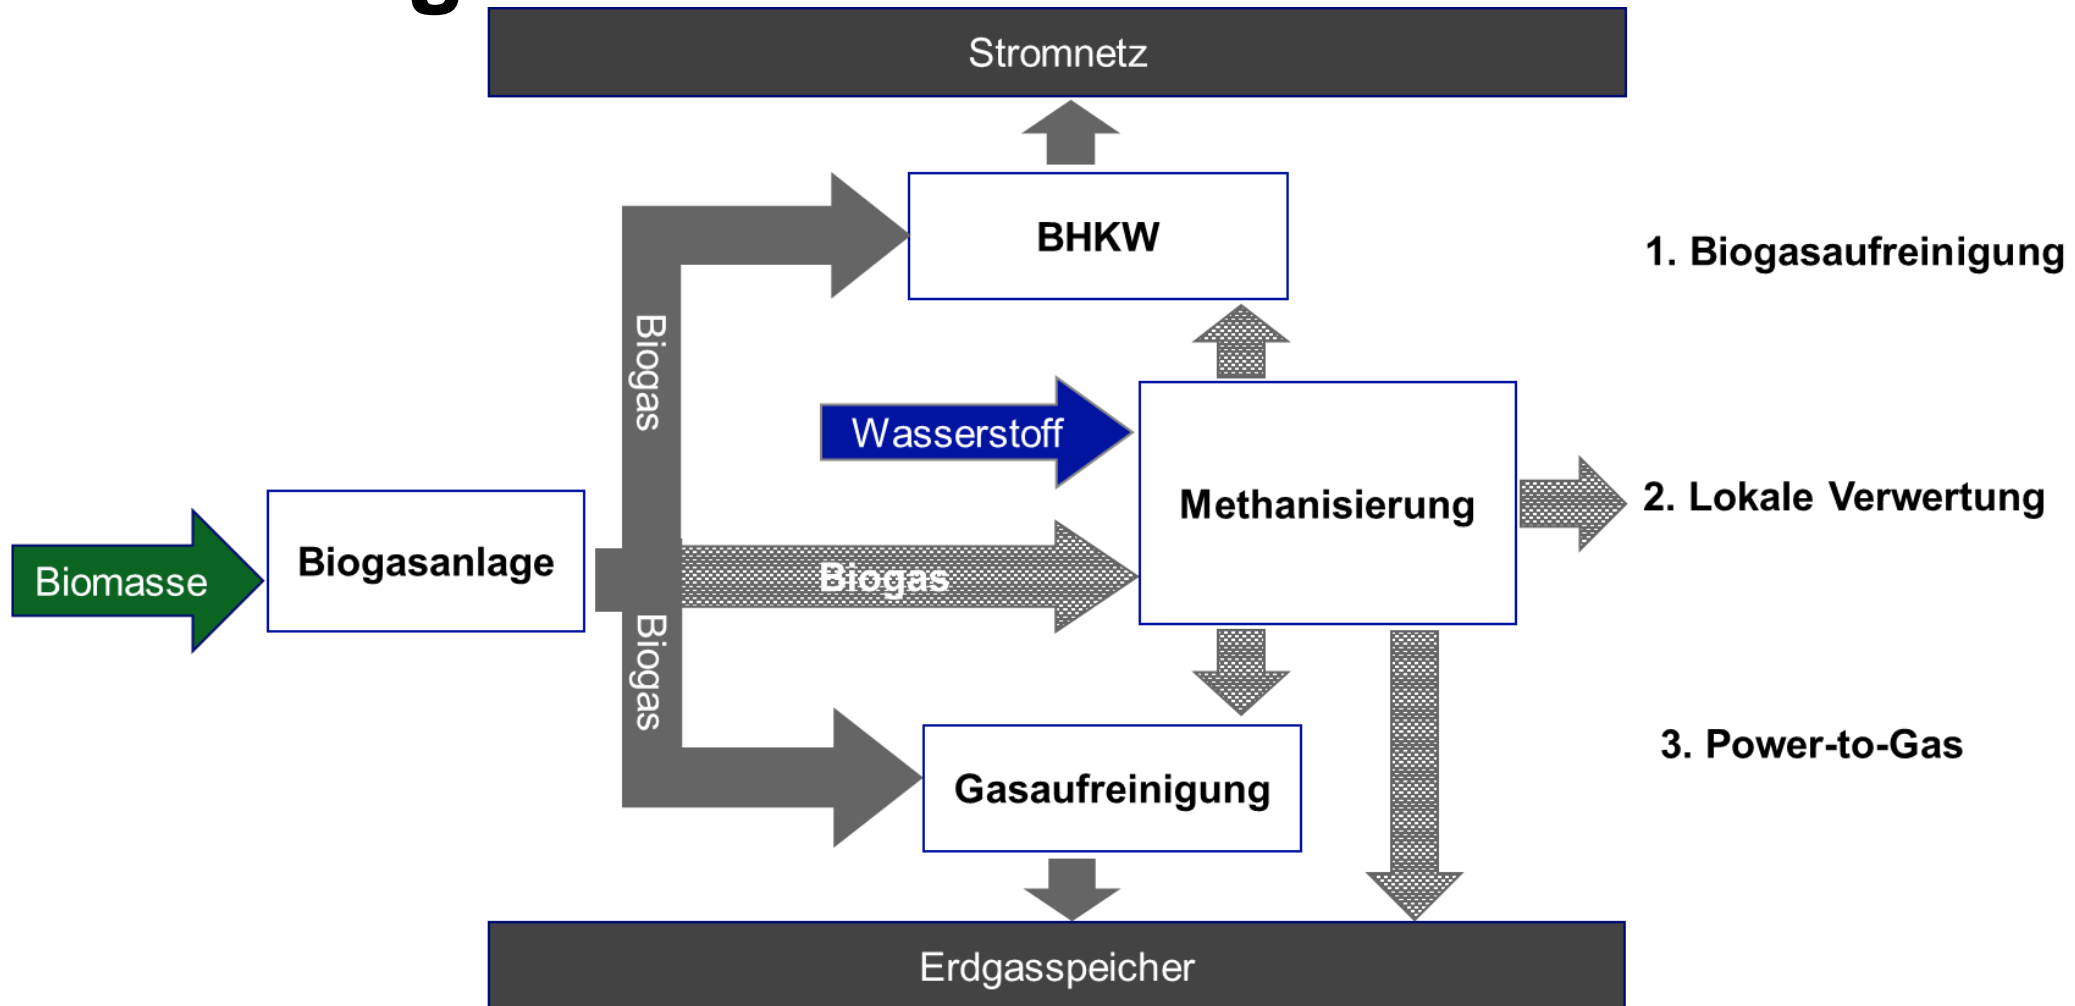 Stromnetz
BHKW
1. Biogasaufreinigung
Biogas
Wasserstoff
Methanisierung
2. Lokale Verwertung
Biogasanlage
Biomasse
Biogas
Biogas
3. Power-to-Gas
Gasaufreinigung
Erdgasspeicher